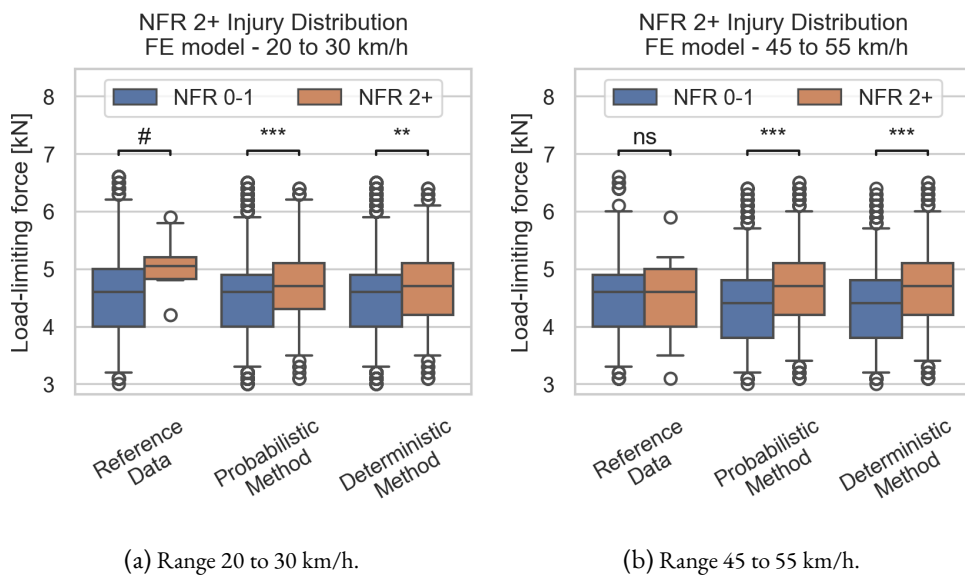 NFR 2+ Injury Distribution
FE model - 20 to 30 km/h
NFR 0-1
NFR 2+
#
***
**
8
7
6
5
4
3
Load-limiting force [kN]
Reference
Data
Probabilistic
Method
Deterministic
Method
(a) Range 20 to 30 km/h.
NFR 2+ Injury Distribution
FE model - 45 to 55 km/h
NFR 0-1
NFR 2+
ns
***
***
8
7
6
5
4
3
Load-limiting force [kN]
Reference
Data
Probabilistic
Method
Deterministic
Method
(b) Range 45 to 55 km/h.